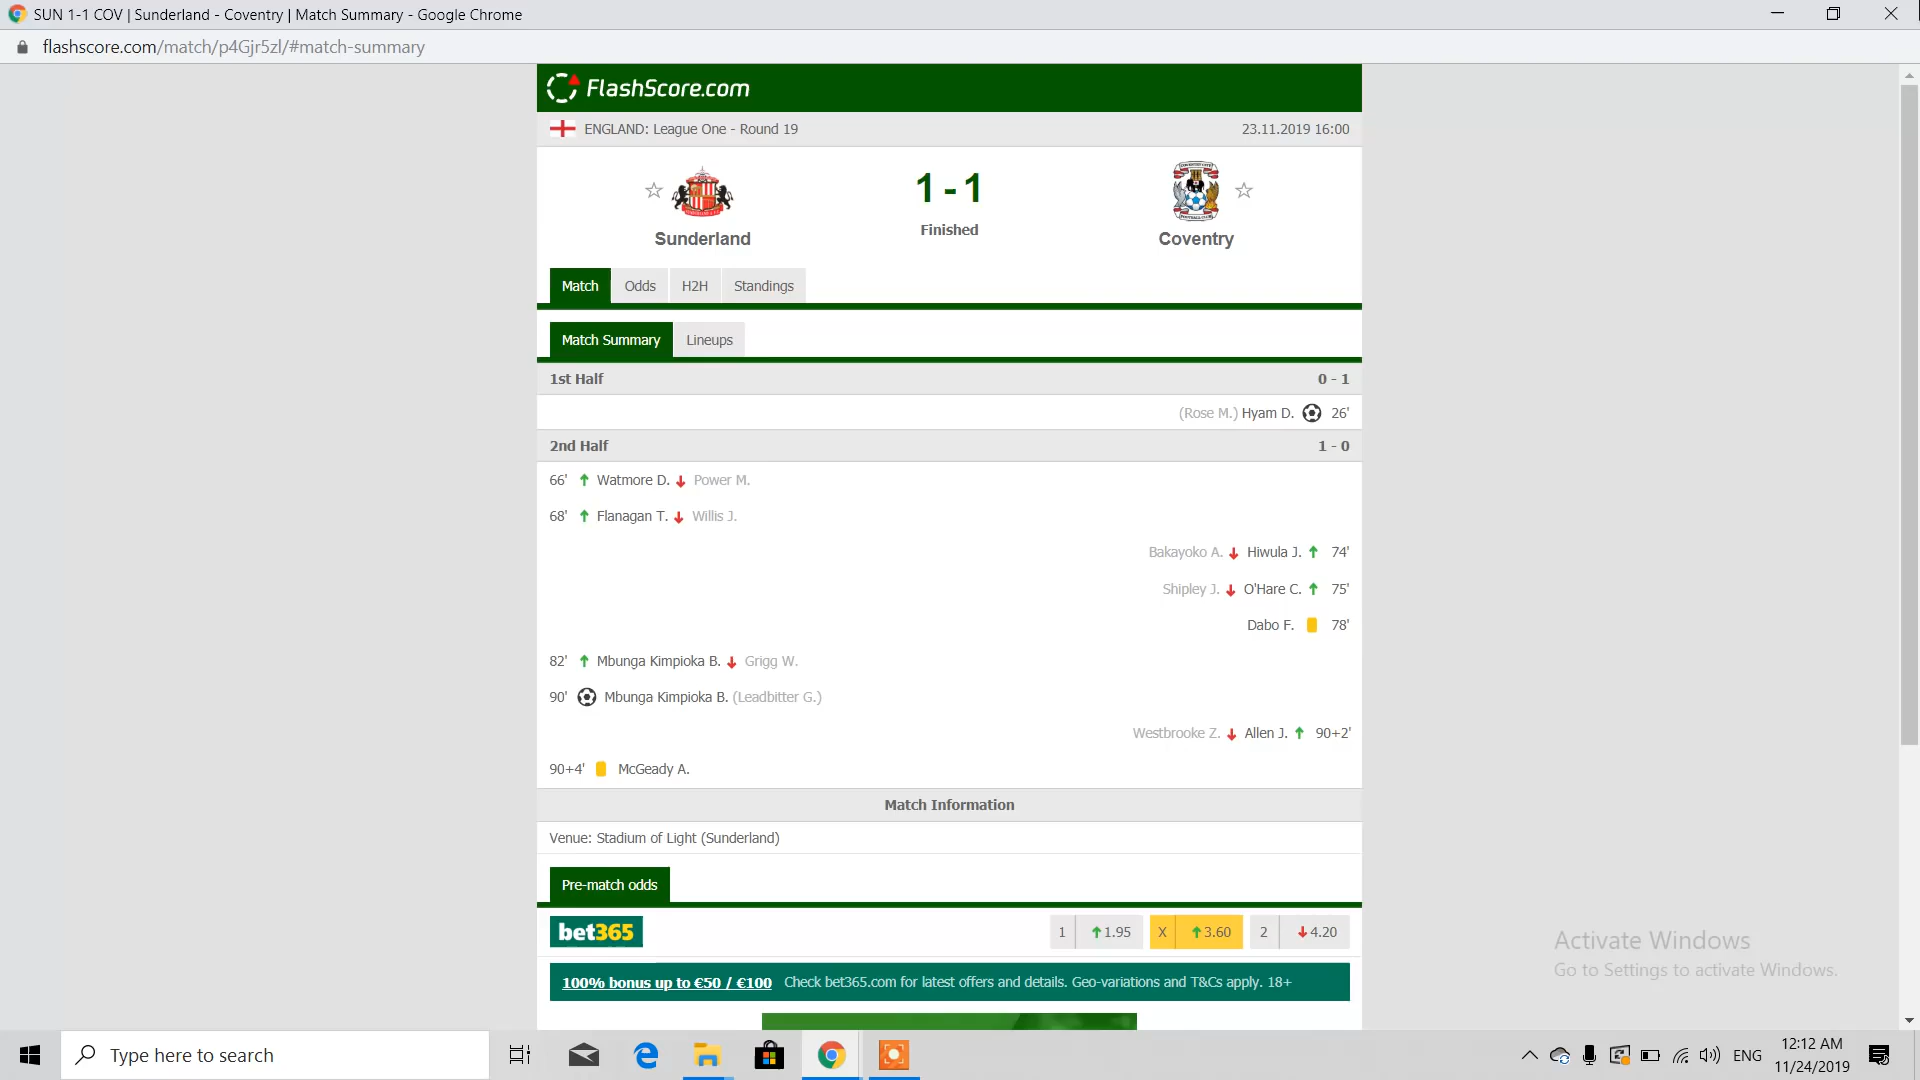 SUN 1-1 COV | Sunderland - Coventry | Match Summary - Google Chrome
flashscore.com/match/p4Gjr5zl/#match-summary
FlashScore.com
ENGLAND: League One - Round 19 23.11.2019 16:00
1 - 1
Finished
Sunderland Coventry
Match Odds H2H Standings
Match Summary Lineups
1st Half 0 - 1
(Rose M.) Hyam D. 26'
2nd Half 1 - 0
66' Watmore D. Power M.
68' Flanagan T. Willis J.
Bakayoko A. Hiwula J. 74'
Shipley J. O'Hare C. 75'
Dabo F. 78'
82' Mbunga Kimpioka B. Grigg W.
90' Mbunga Kimpioka B. (Leadbitter G.)
Westbrooke Z. Allen J. 90+2'
90+4' McGeady A.
Match Information
Venue: Stadium of Light (Sunderland)
Pre-match odds
bet365 1 1.95 X 3.60 2 4.20
100% bonus up to €50 / €100 Check bet365.com for latest offers and details. Geo-variations and T&Cs apply. 18+
Activate Windows
Go to Settings to activate Windows.
Type here to search
ENG
12:12 AM
11/24/2019